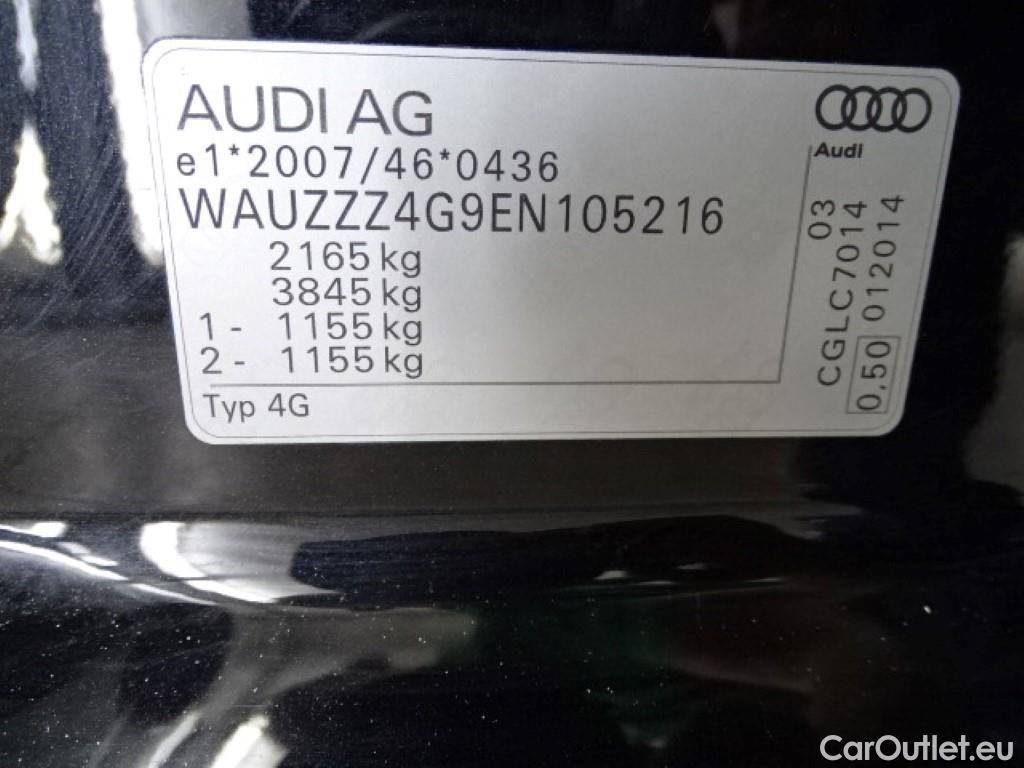 AUDI AG
e1*2007/46*0436
WAUZZZ4G9EN105216
2165 kg
3845 kg
1 - 1155 kg
2 - 1155 kg
Typ 4G
Audi
03
CGLC7014
0,50 012014
CarOutlet.eu